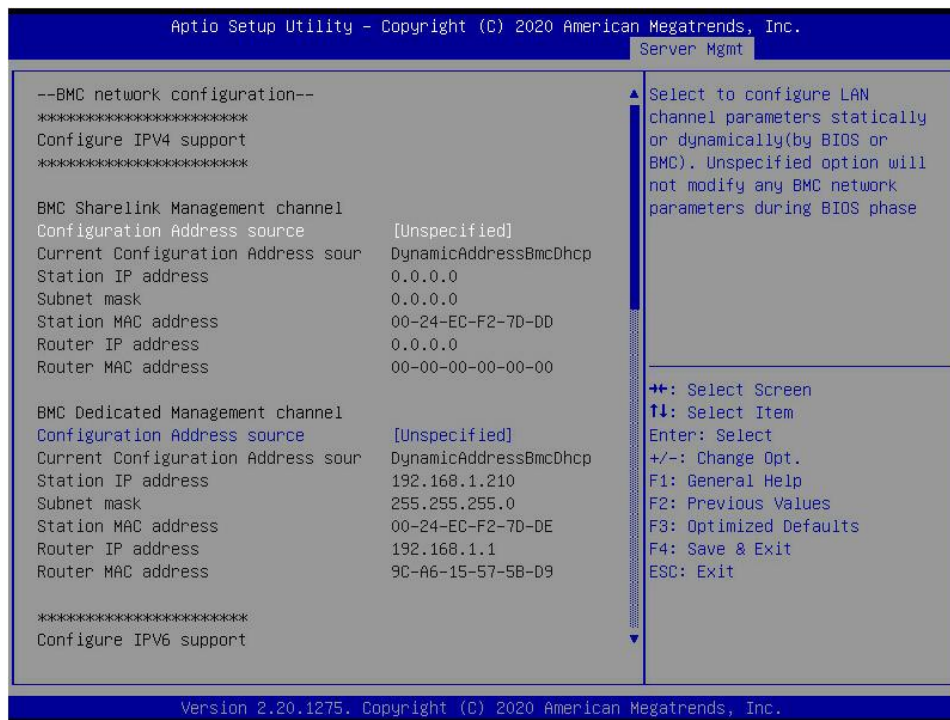 Aptio Setup Utility – Copyright (C) 2020 American Megatrends, Inc.
Server Mgmt
--BMC network configuration--
***********************
Configure IPV4 support
***********************
BMC Sharelink Management channel
Configuration Address source [Unspecified]
Current Configuration Address sour DynamicAddressBmcDhcp
Station IP address 0.0.0.0
Subnet mask 0.0.0.0
Station MAC address 00-24-EC-F2-7D-DD
Router IP address 0.0.0.0
Router MAC address 00-00-00-00-00-00
BMC Dedicated Management channel
Configuration Address source [Unspecified]
Current Configuration Address sour DynamicAddressBmcDhcp
Station IP address 192.168.1.210
Subnet mask 255.255.255.0
Station MAC address 00-24-EC-F2-7D-DE
Router IP address 192.168.1.1
Router MAC address 9C-A6-15-57-5B-D9
***********************
Configure IPV6 support
Select to configure LAN
channel parameters statically
or dynamically(by BIOS or
BMC). Unspecified option will
not modify any BMC network
parameters during BIOS phase
→←: Select Screen
↑↓: Select Item
Enter: Select
+/-: Change Opt.
F1: General Help
F2: Previous Values
F3: Optimized Defaults
F4: Save & Exit
ESC: Exit
Version 2.20.1275. Copyright (C) 2020 American Megatrends, Inc.